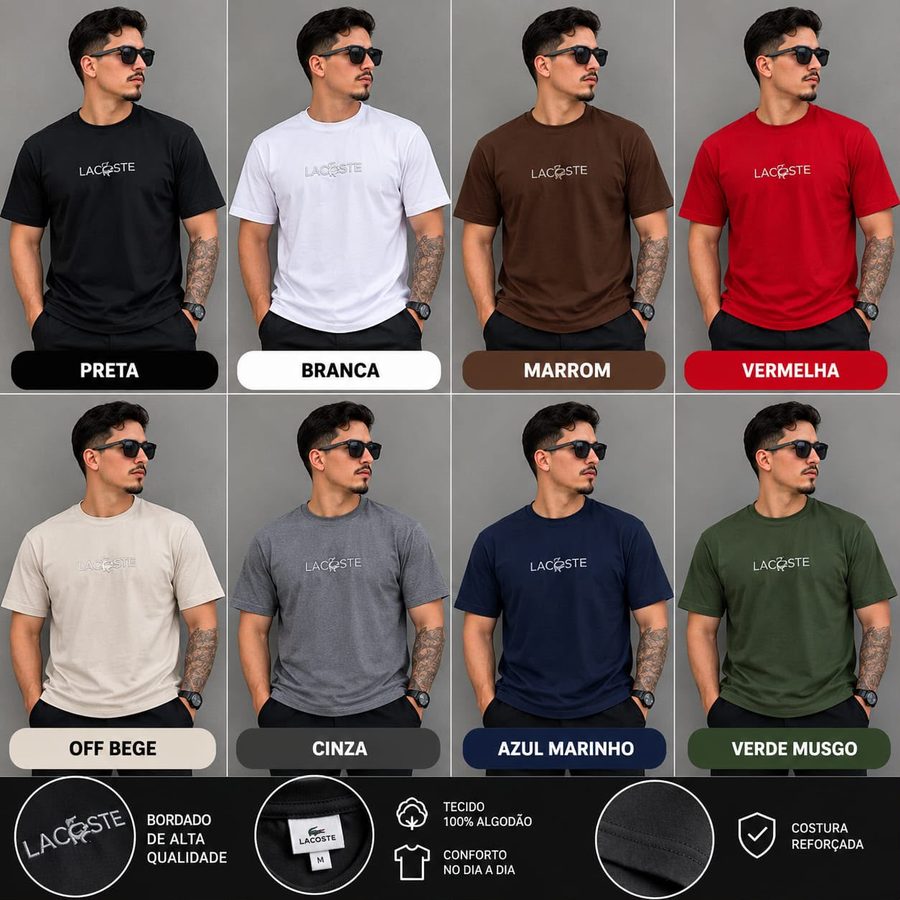 LACOSTE
LACOSTE
LACOSTE
LACOSTE
PRETA
BRANCA
MARROM
VERMELHA
LACOSTE
LACOSTE
LACOSTE
LACOSTE
OFF BEGE
CINZA
AZUL MARINHO
VERDE MUSGO
LACOSTE
BORDADO
DE ALTA
QUALIDADE
LACOSTE
M
TECIDO
100% ALGODÃO
CONFORTO
NO DIA A DIA
COSTURA
REFORÇADA